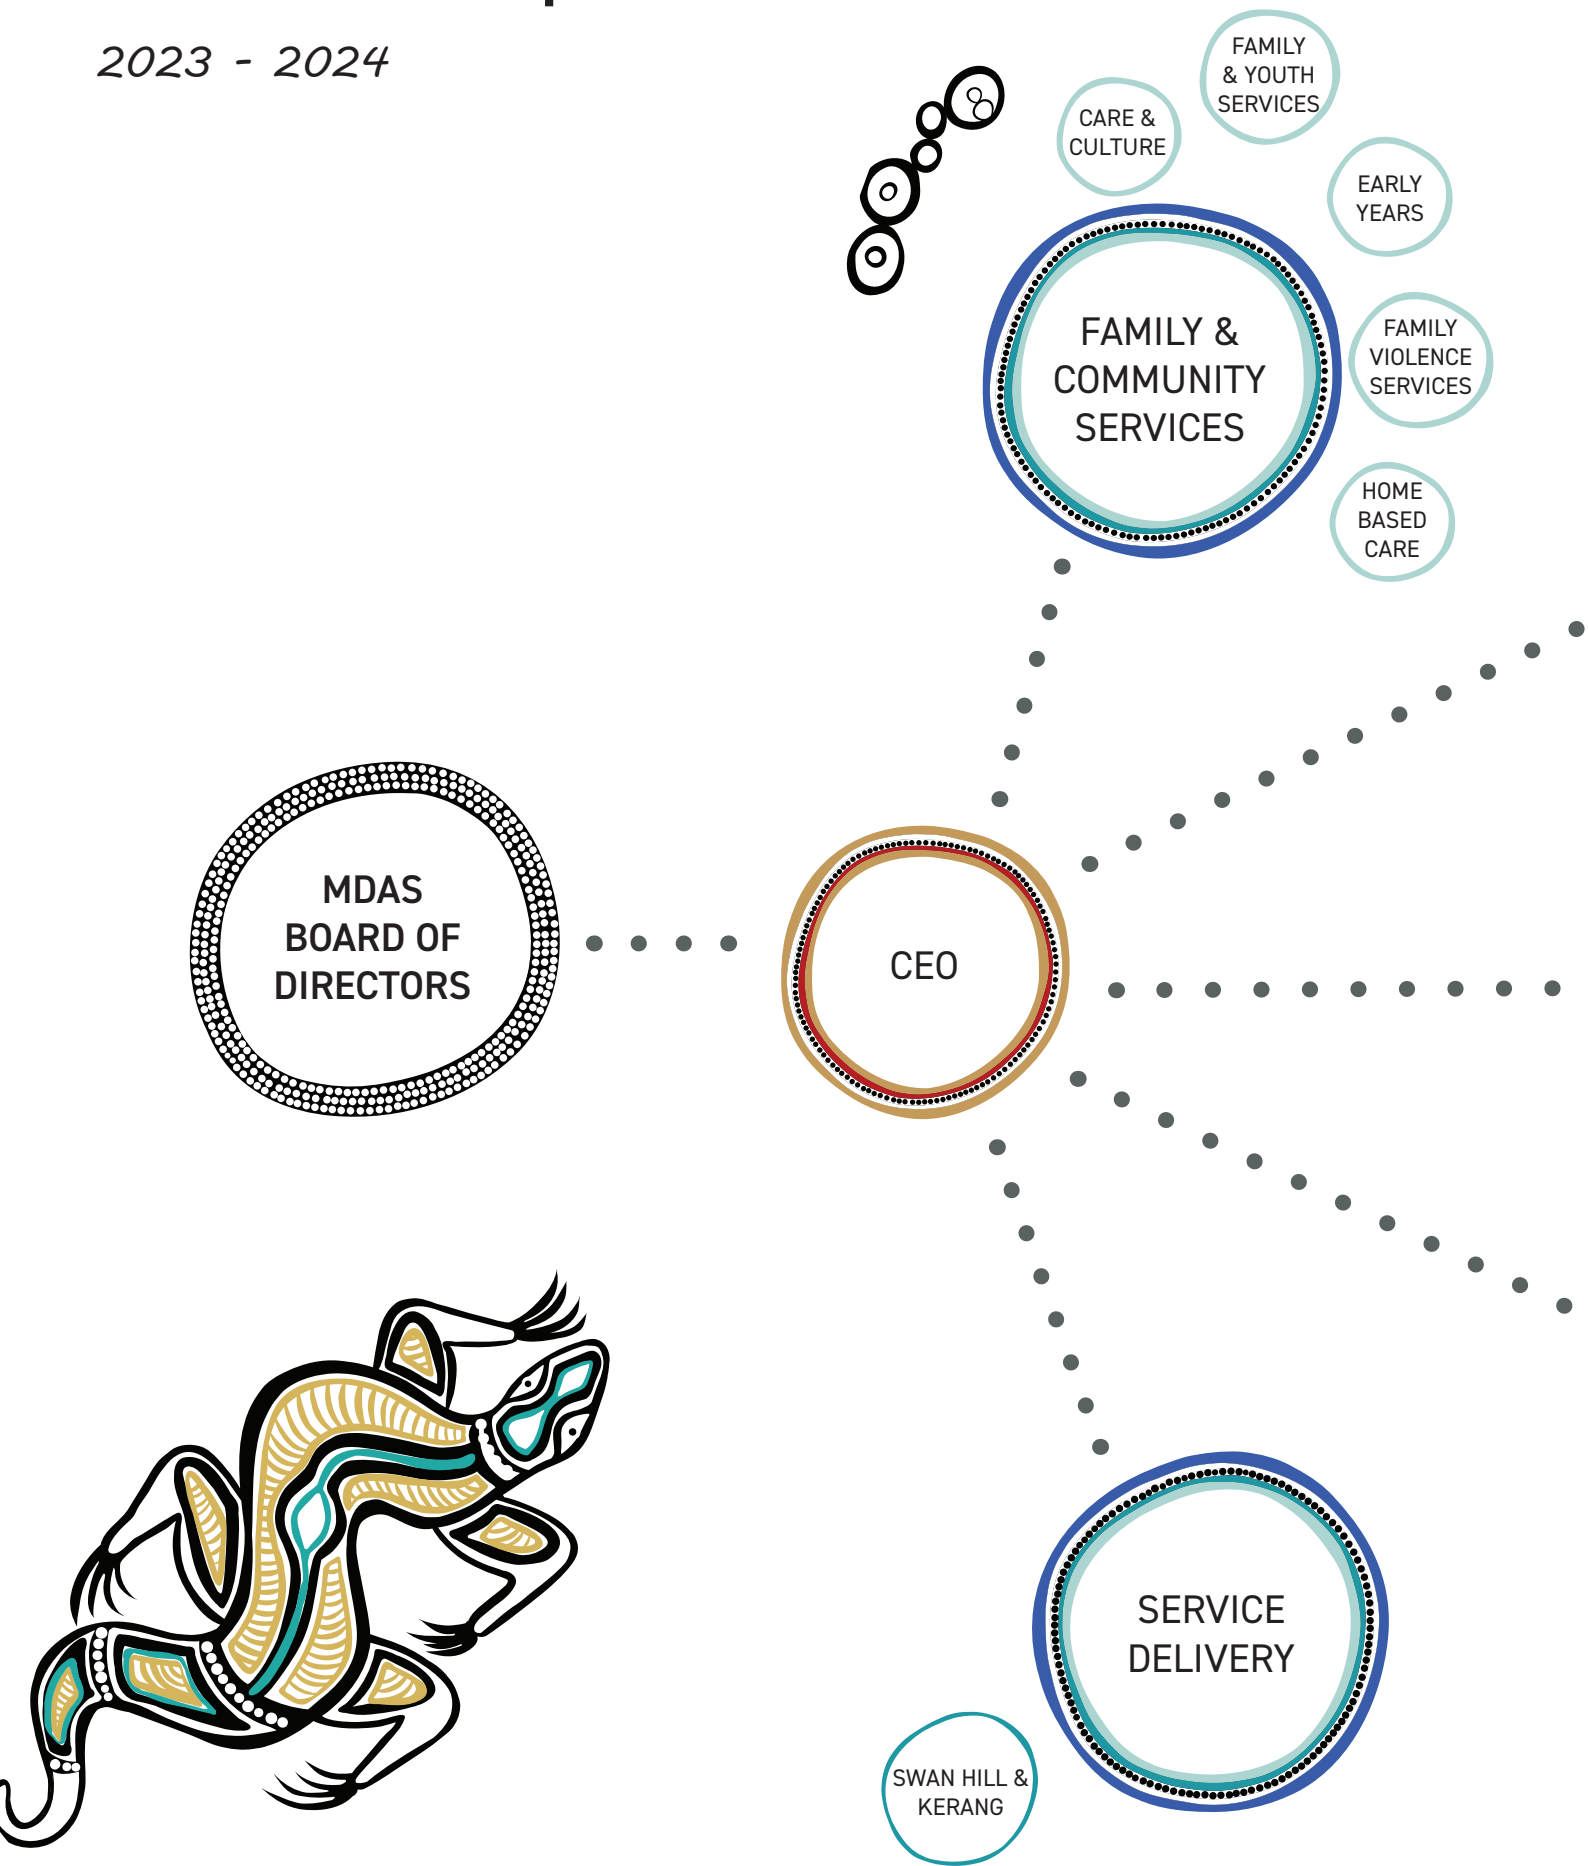 2023 - 2024
FAMILY
& YOUTH
SERVICES
CARE &
CULTURE
EARLY
YEARS
FAMILY &
COMMUNITY
SERVICES
FAMILY
VIOLENCE
SERVICES
HOME
BASED
CARE
MDAS
BOARD OF
DIRECTORS
CEO
SERVICE
DELIVERY
SWAN HILL &
KERANG